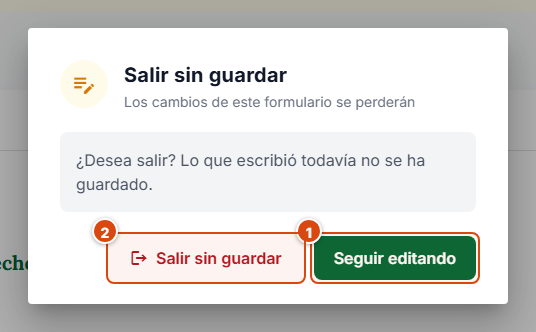 Salir sin guardar
Los cambios de este formulario se perderán
¿Desea salir? Lo que escribió todavía no se ha
guardado.
2
Salir sin guardar
1
Seguir editando